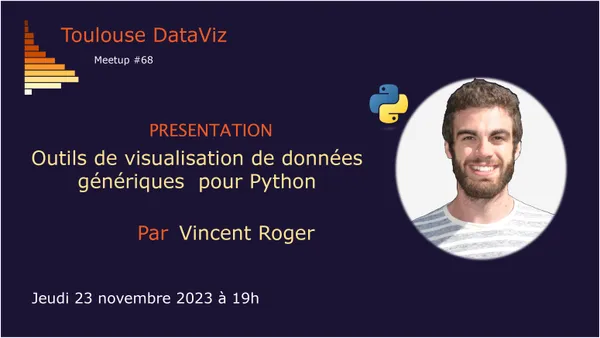 Toulouse DataViz
Meetup #68
PRESENTATION
Outils de visualisation de données
génériques pour Python
Par Vincent Roger
Jeudi 23 novembre 2023 à 19h